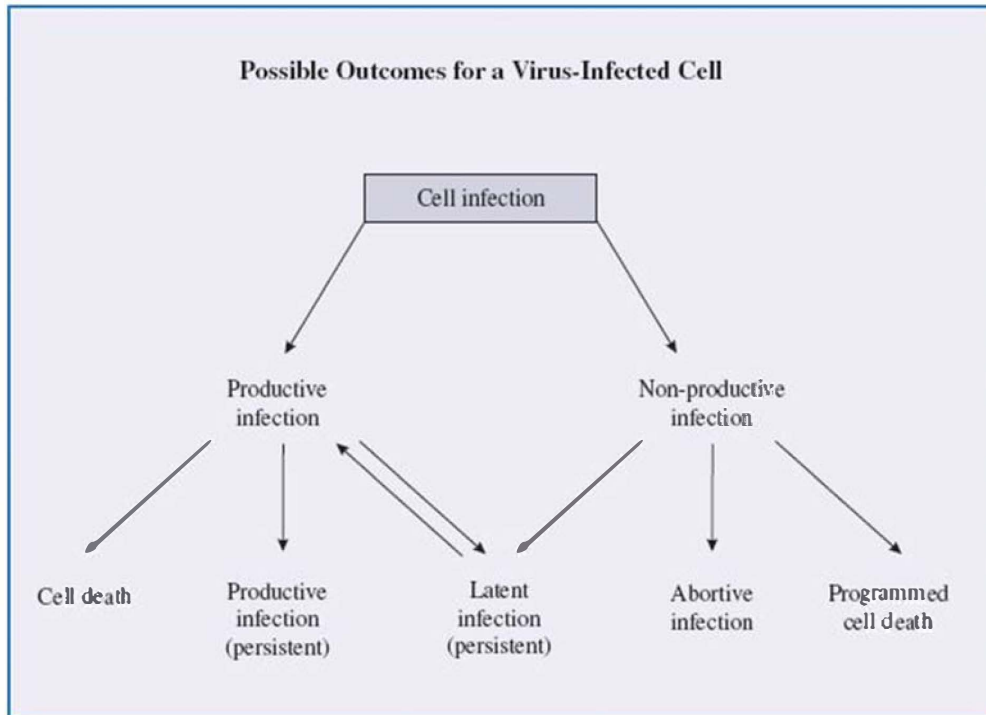 Possible Outcomes for a Virus-Infected Cell
Cell infection
Productive
infection
Non-productive
infection
Cell death
Productive
infection
(persistent)
Latent
infection
(persistent)
Abortive
infection
Programmed
cell death